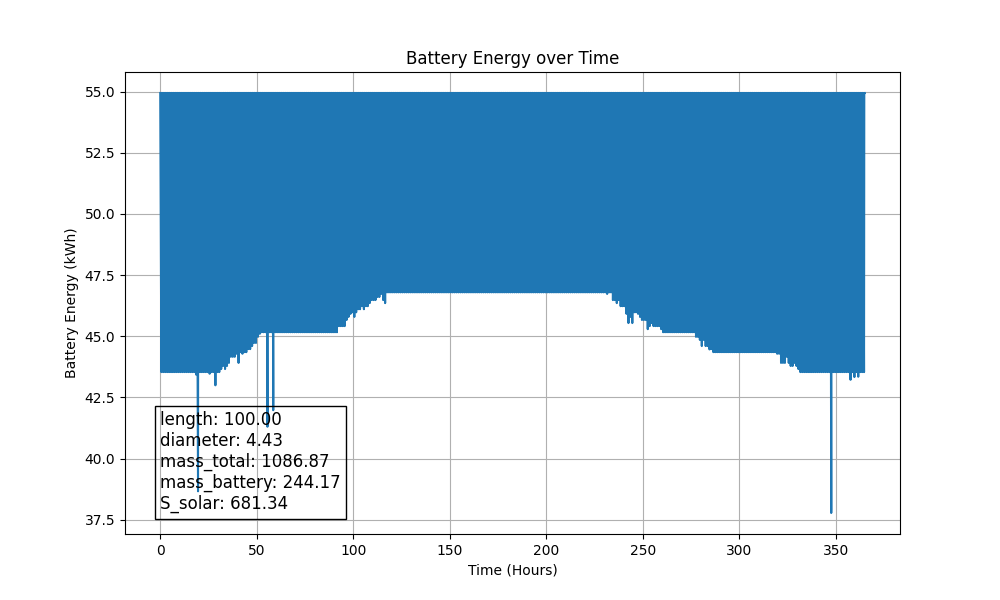 Battery Energy over Time
Battery Energy (kWh)
55.0
52.5
50.0
47.5
45.0
42.5
40.0
37.5
length: 100.00
diameter: 4.43
mass_total: 1086.87
mass_battery: 244.17
S_solar: 681.34
0 50 100 150 200 250 300 350
Time (Hours)